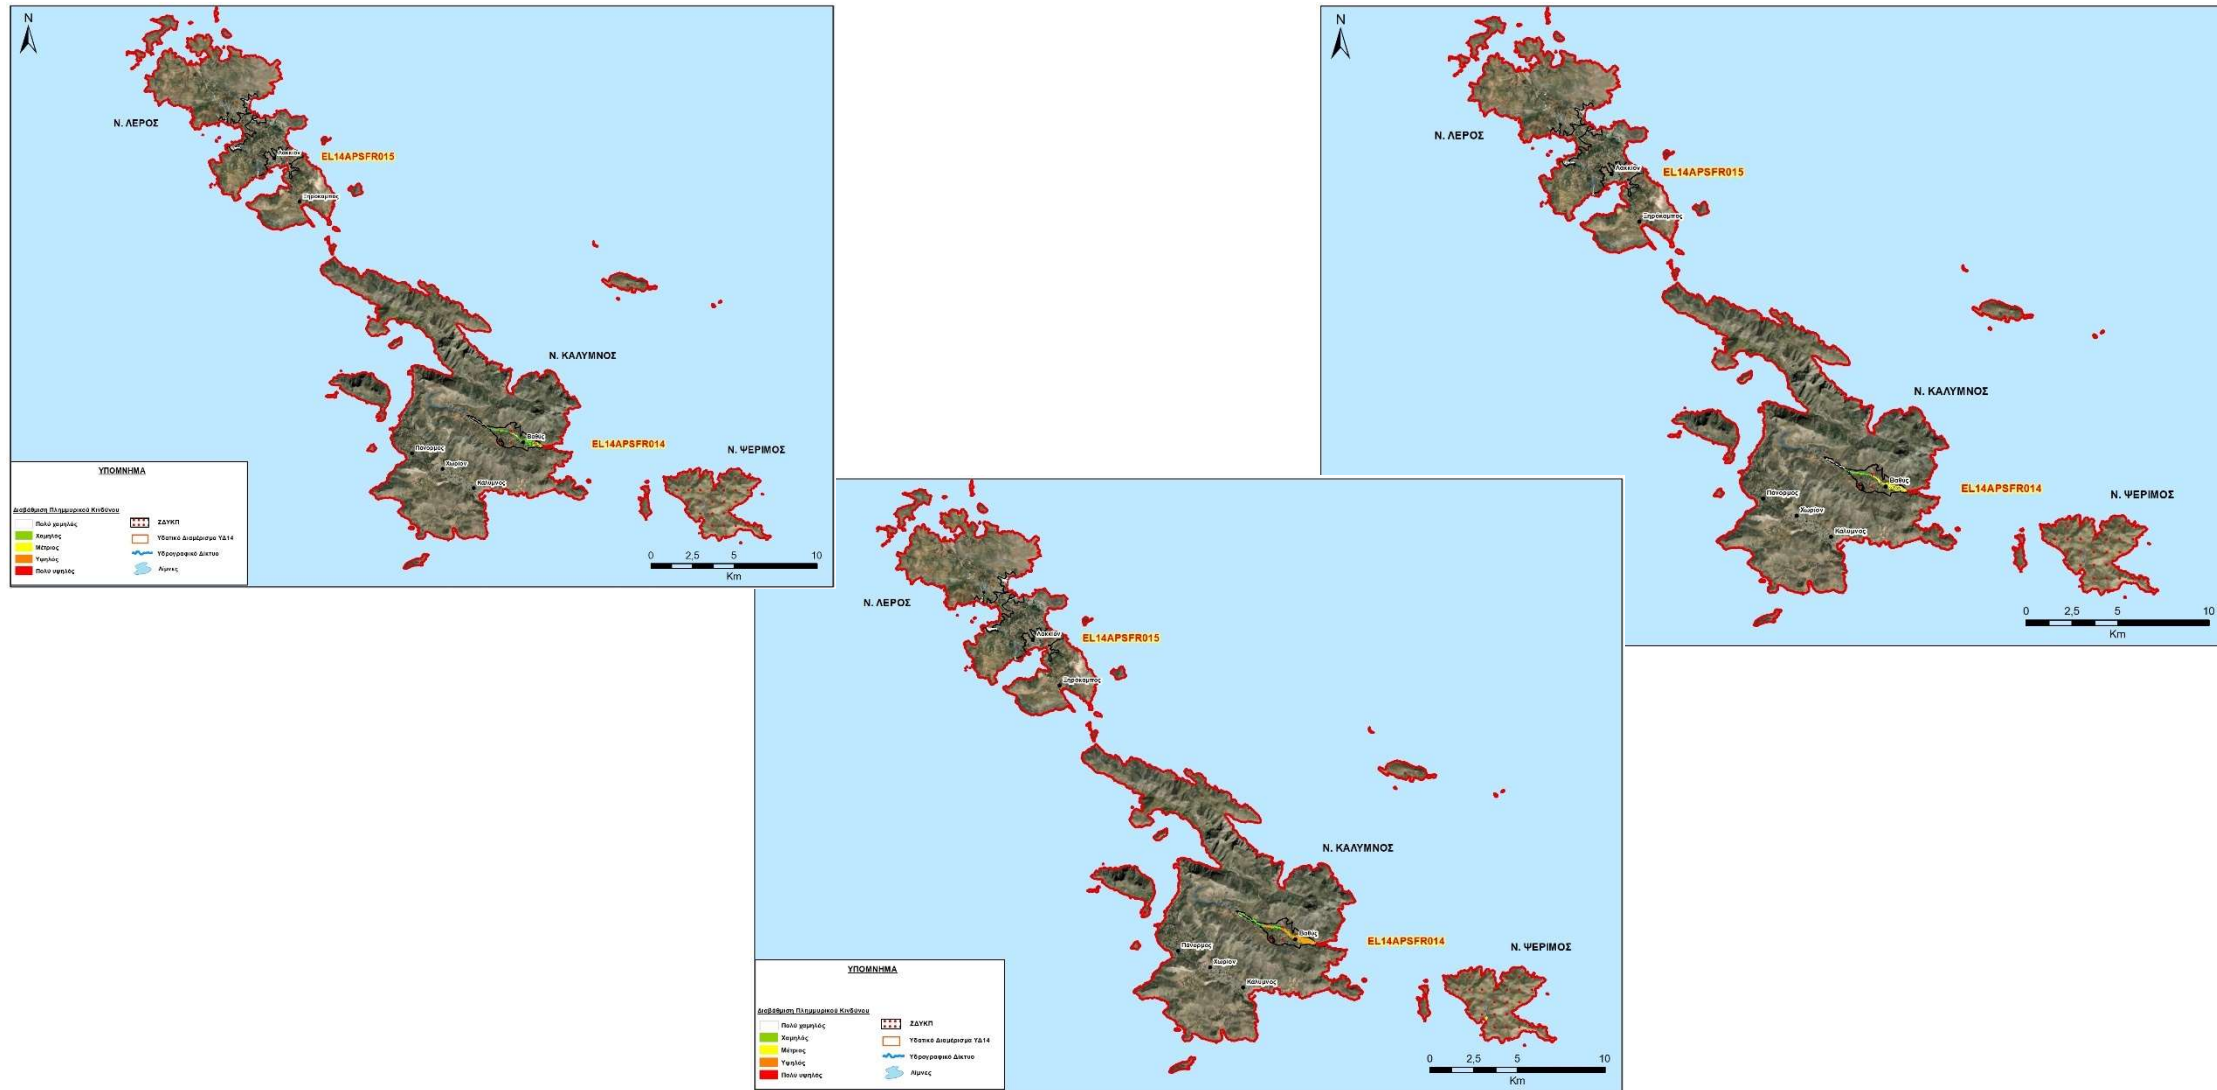 N
Ν. ΛΕΡΟΣ
Λακκιόν
EL14APSFR015
Ξηρόκαμπος
Ν. ΚΑΛΥΜΝΟΣ
Βαθύς
EL14APSFR014
Πάνορμος
Χωρίον
Κάλυμνος
Ν. ΨΕΡΙΜΟΣ
ΥΠΟΜΝΗΜΑ
Διαβάθμιση Πλημμυρικού Κινδύνου
Πολύ χαμηλός
Χαμηλός
Μέτριος
Υψηλός
Πολύ υψηλός
ΖΔΥΚΠ
Υδατικό Διαμέρισμα ΥΔ14
Υδρογραφικό Δίκτυο
Λίμνες
0 2,5 5 10
Km
N
Ν. ΛΕΡΟΣ
Λακκιόν
EL14APSFR015
Ξηρόκαμπος
Ν. ΚΑΛΥΜΝΟΣ
Βαθύς
EL14APSFR014
Πάνορμος
Χωρίον
Κάλυμνος
Ν. ΨΕΡΙΜΟΣ
0 2,5 5 10
Km
Ν. ΛΕΡΟΣ
Λακκιόν
EL14APSFR015
Ξηρόκαμπος
Ν. ΚΑΛΥΜΝΟΣ
Βαθύς
EL14APSFR014
Πάνορμος
Χωρίον
Κάλυμνος
Ν. ΨΕΡΙΜΟΣ
ΥΠΟΜΝΗΜΑ
Διαβάθμιση Πλημμυρικού Κινδύνου
Πολύ χαμηλός
Χαμηλός
Μέτριος
Υψηλός
Πολύ υψηλός
ΖΔΥΚΠ
Υδατικό Διαμέρισμα ΥΔ14
Υδρογραφικό Δίκτυο
Λίμνες
0 2,5 5 10
Km